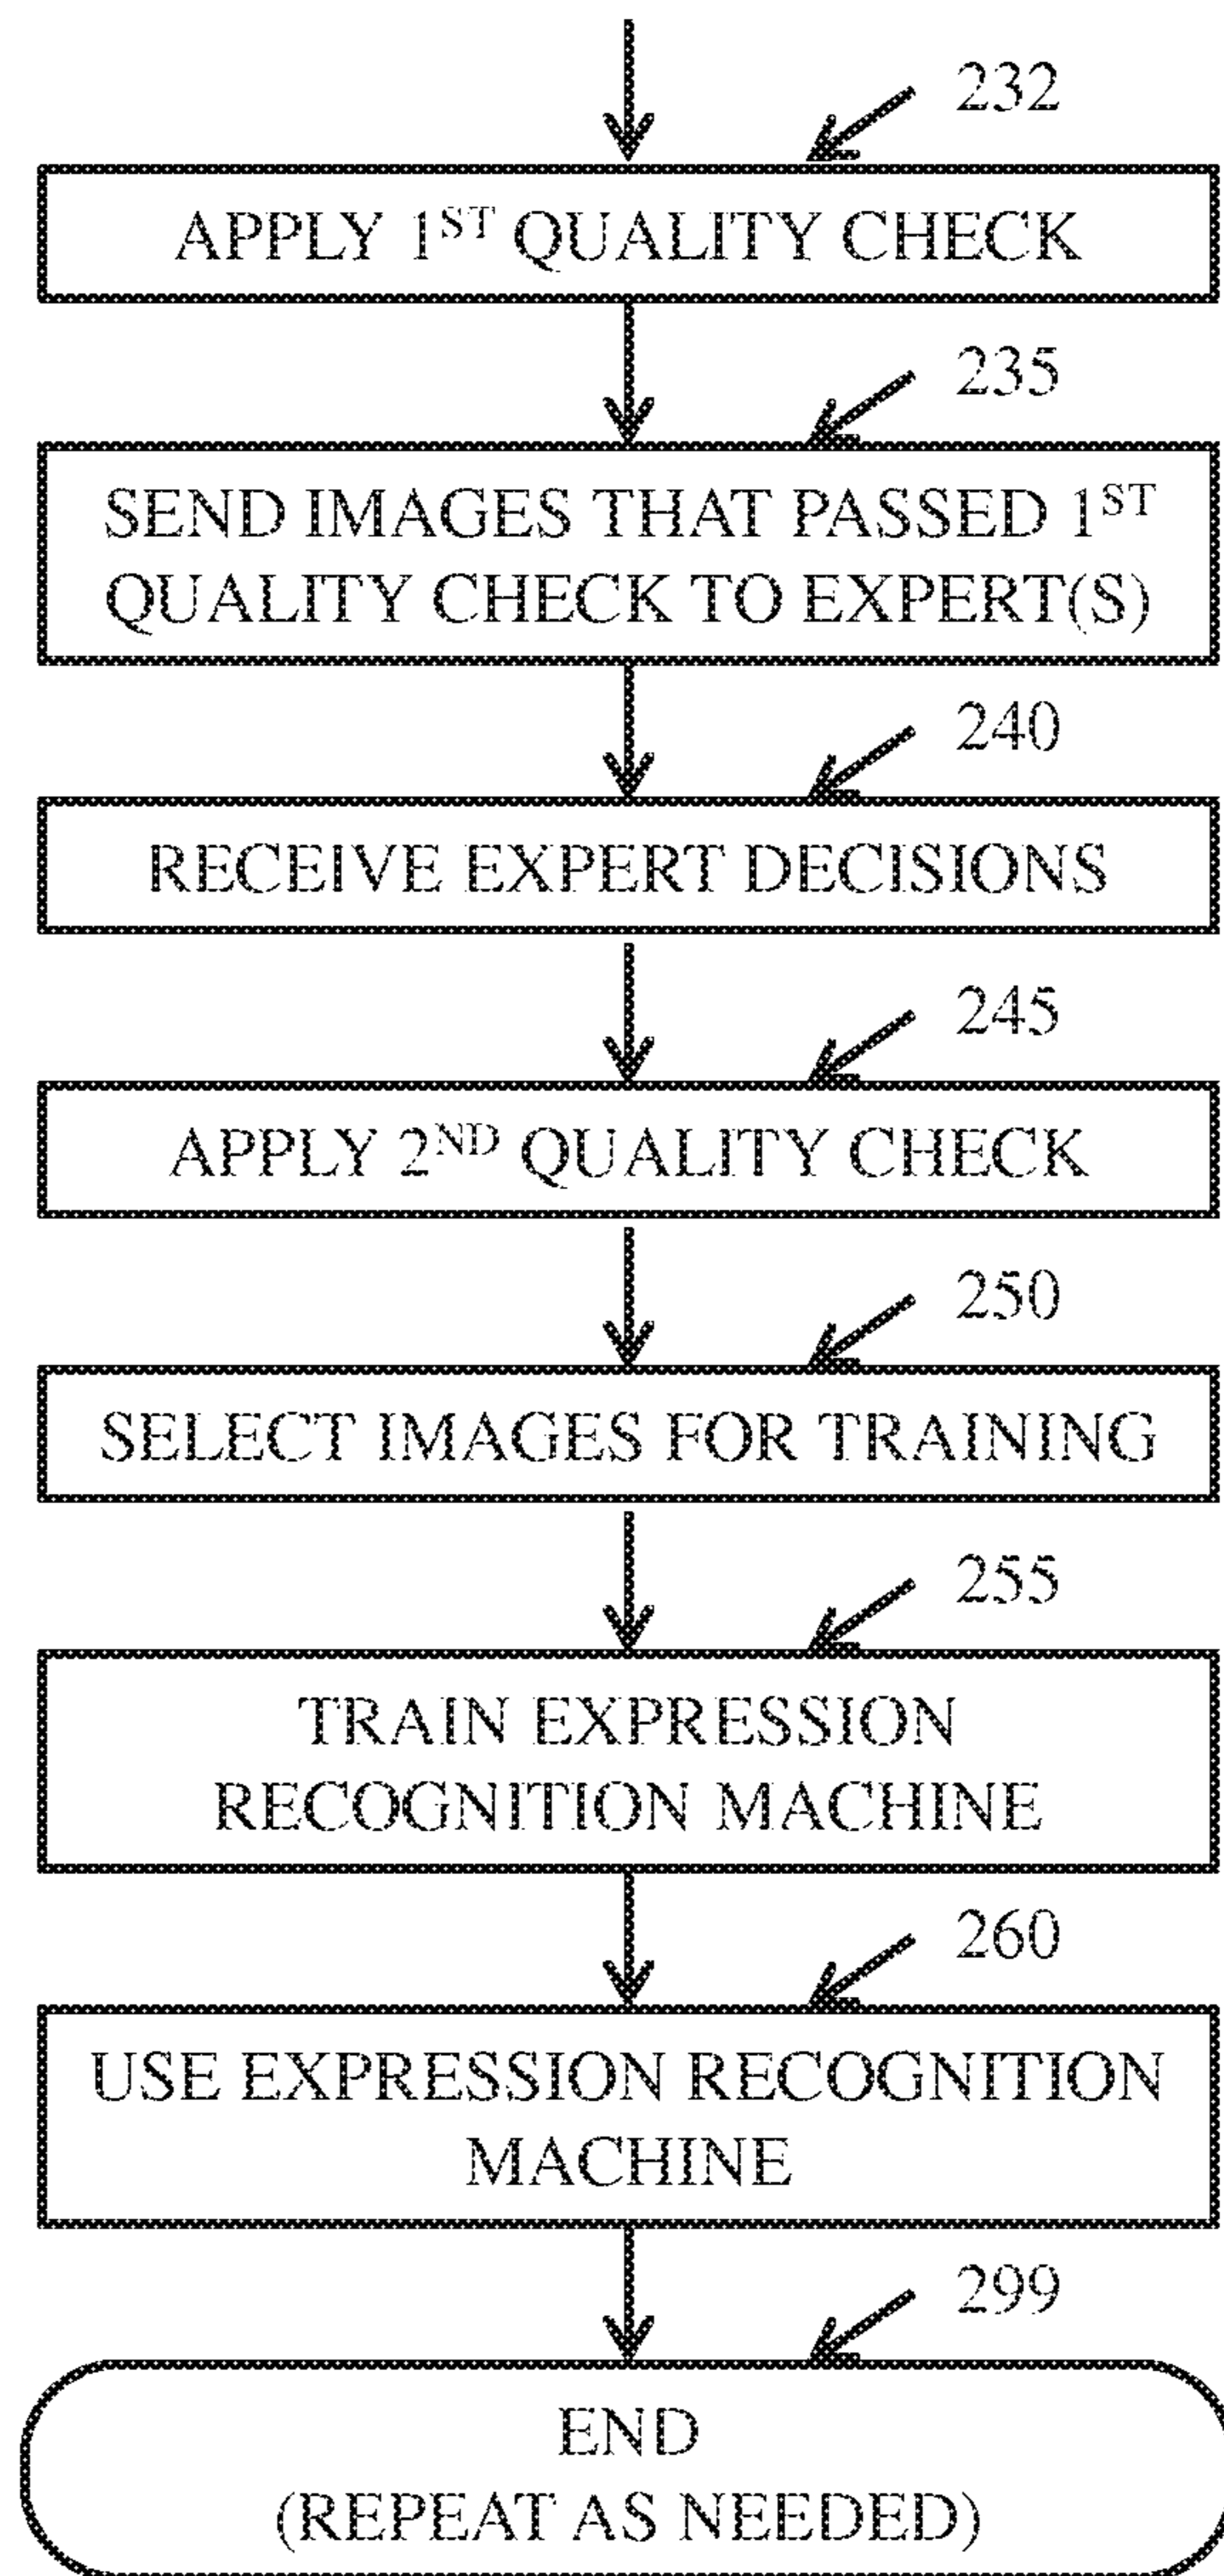 232
APPLY 1ST QUALITY CHECK
235
SEND IMAGES THAT PASSED 1ST
QUALITY CHECK TO EXPERT(S)
240
RECEIVE EXPERT DECISIONS
245
APPLY 2ND QUALITY CHECK
250
SELECT IMAGES FOR TRAINING
255
TRAIN EXPRESSION
RECOGNITION MACHINE
260
USE EXPRESSION RECOGNITION
MACHINE
299
END
(REPEAT AS NEEDED)